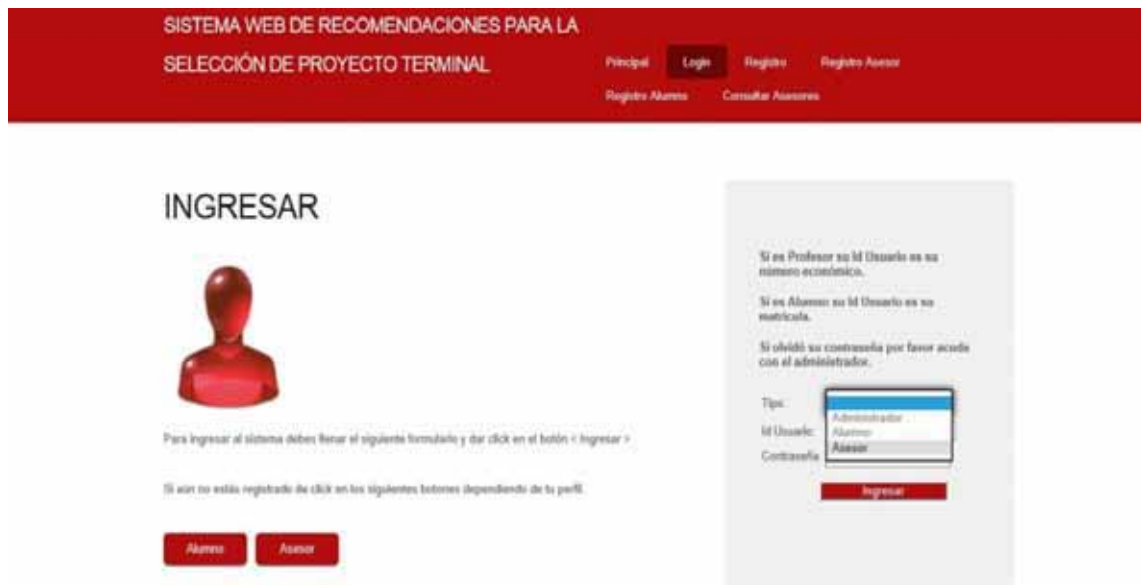 SISTEMA WEB DE RECOMENDACIONES PARA LA
SELECCIÓN DE PROYECTO TERMINAL
Principal Login Registro Registro Asesor
Registro Alumno Consultar Asesores
INGRESAR
Para ingresar al sistema debes llenar el siguiente formulario y dar click en el botón < Ingresar >
Si aún no estás registrado de click en los siguientes botones dependiendo de tu perfil.
Alumno Asesor
Si es Profesor su Id Usuario es su
número económico.
Si es Alumno su Id Usuario es su
matrícula.
Si olvidó su contraseña por favor acude
con el administrador.
Tipo:
Administrador
Id Usuario: Alumno
Asesor
Contraseña
Ingresar